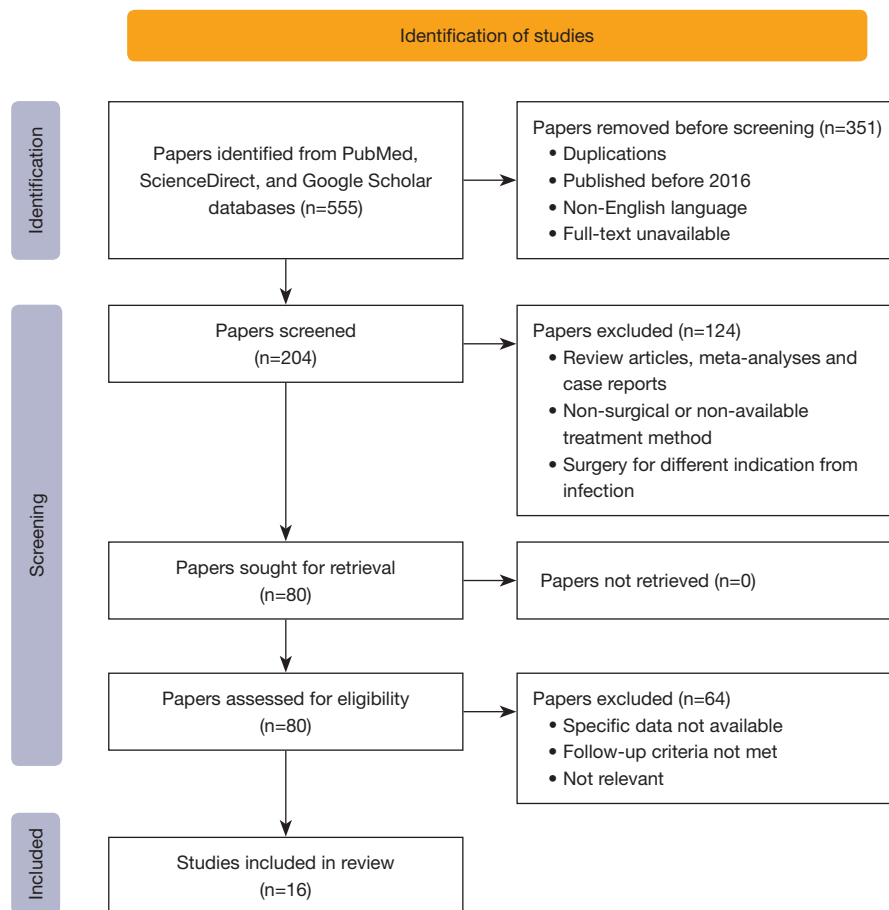 Identification of studies
Identification
Papers identified from PubMed,
ScienceDirect, and Google Scholar
databases (n=555)
Papers removed before screening (n=351)
• Duplications
• Published before 2016
• Non-English language
• Full-text unavailable
Screening
Papers screened
(n=204)
Papers excluded (n=124)
• Review articles, meta-analyses and
case reports
• Non-surgical or non-available
treatment method
• Surgery for different indication from
infection
Papers sought for retrieval
(n=80)
Papers not retrieved (n=0)
Papers assessed for eligibility
(n=80)
Papers excluded (n=64)
• Specific data not available
• Follow-up criteria not met
• Not relevant
Included
Studies included in review
(n=16)